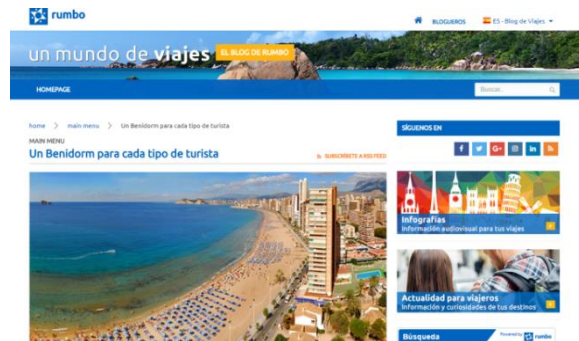 rumbo
BLOGUEROS
ES - Blog de Viajes
un mundo de viajes EL BLOG DE RUMBO
HOMEPAGE
Buscar.
home > main menu > Un Benidorm para cada tipo de turista
MAIN MENU
Un Benidorm para cada tipo de turista
SUBSCRÍBETE A RSS FEED
SÍGUENOS EN
Infografías
Información audiovisual para tus viajes
Actualidad para viajeros
Información y curiosidades de tus destinos
Búsqueda
Powered by rumbo